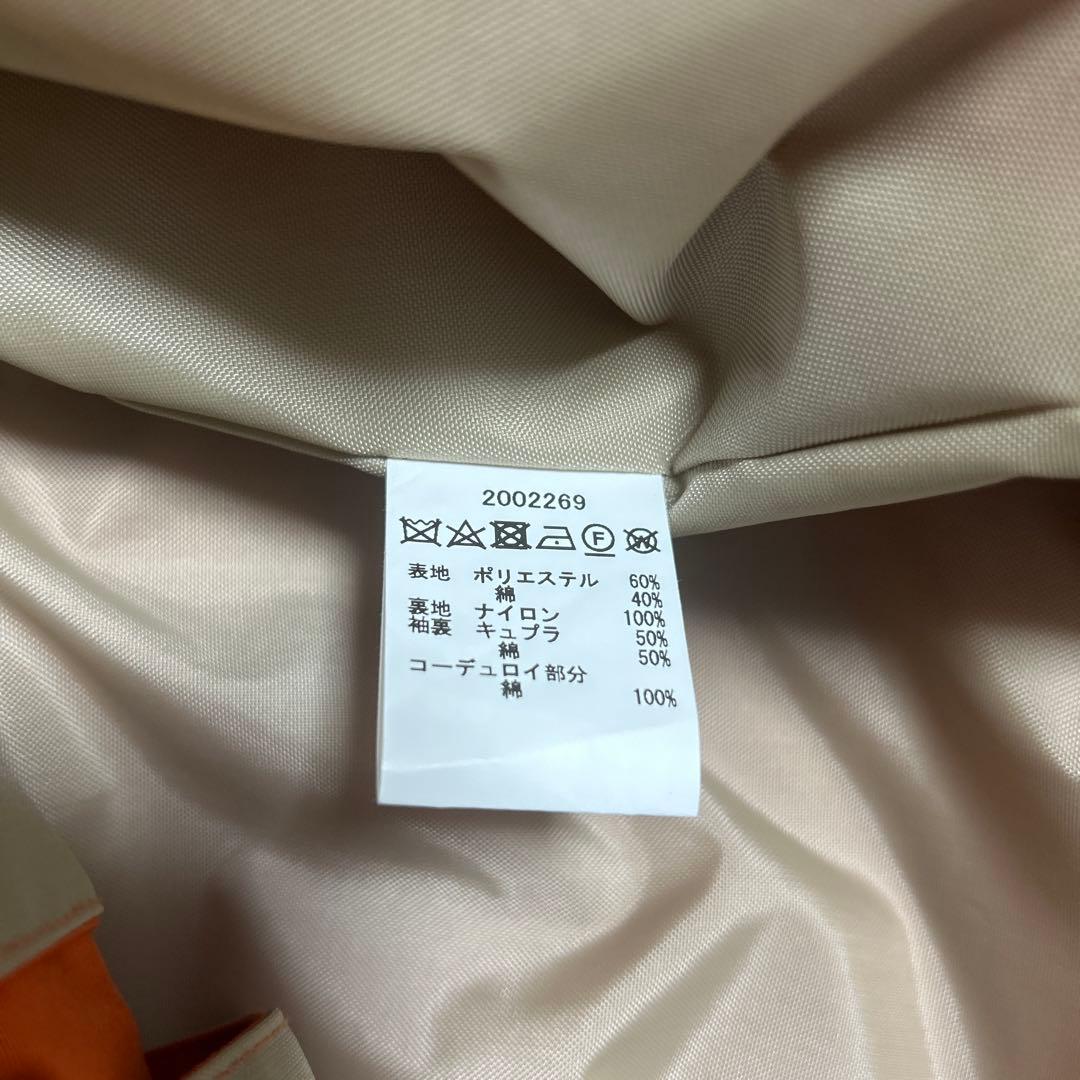 2002269
F W
表地 ポリエステル 60%
綿 40%
裏地 ナイロン 100%
袖裏 キュプラ 50%
綿 50%
コーデュロイ部分
綿 100%